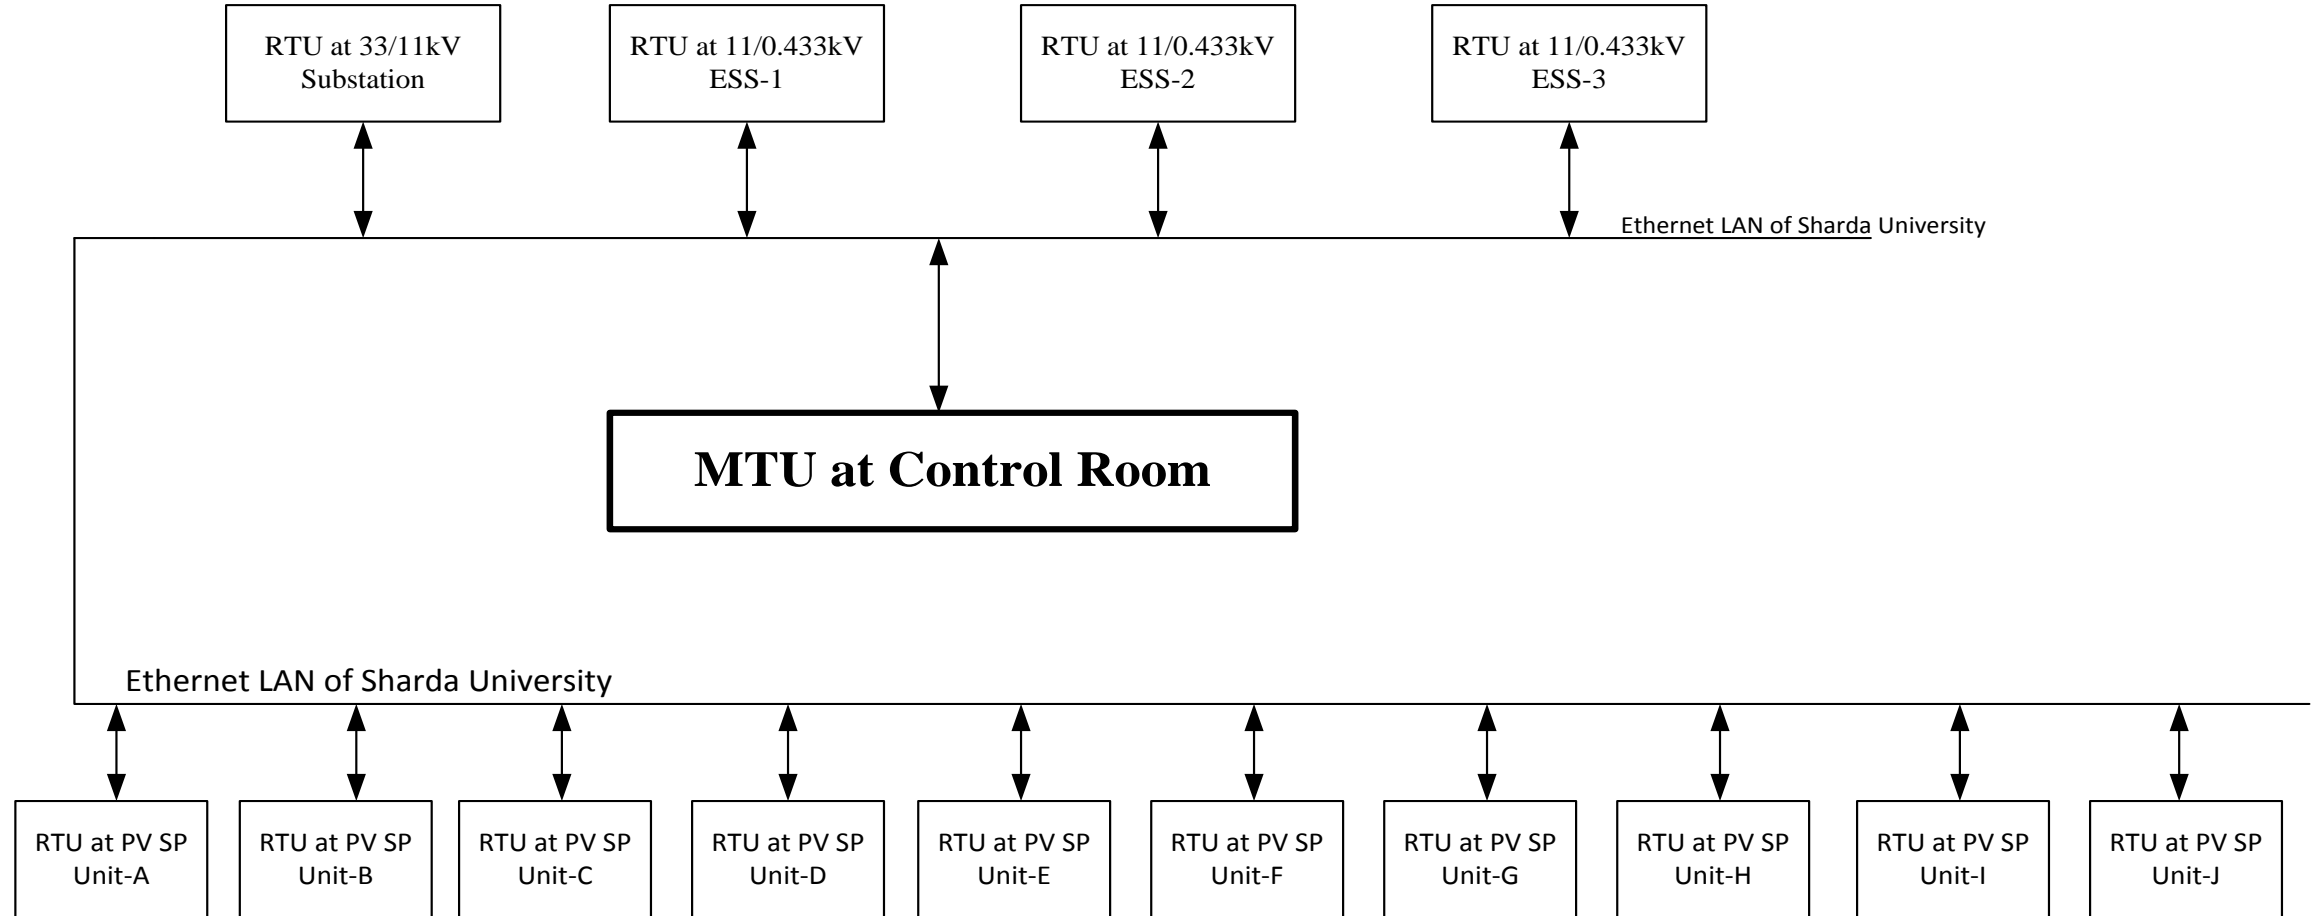 RTU at 33/11kV
Substation
RTU at 11/0.433kV
ESS-1
RTU at 11/0.433kV
ESS-2
RTU at 11/0.433kV
ESS-3
Ethernet LAN of Sharda University
MTU at Control Room
Ethernet LAN of Sharda University
RTU at PV SP
Unit-A
RTU at PV SP
Unit-B
RTU at PV SP
Unit-C
RTU at PV SP
Unit-D
RTU at PV SP
Unit-E
RTU at PV SP
Unit-F
RTU at PV SP
Unit-G
RTU at PV SP
Unit-H
RTU at PV SP
Unit-I
RTU at PV SP
Unit-J